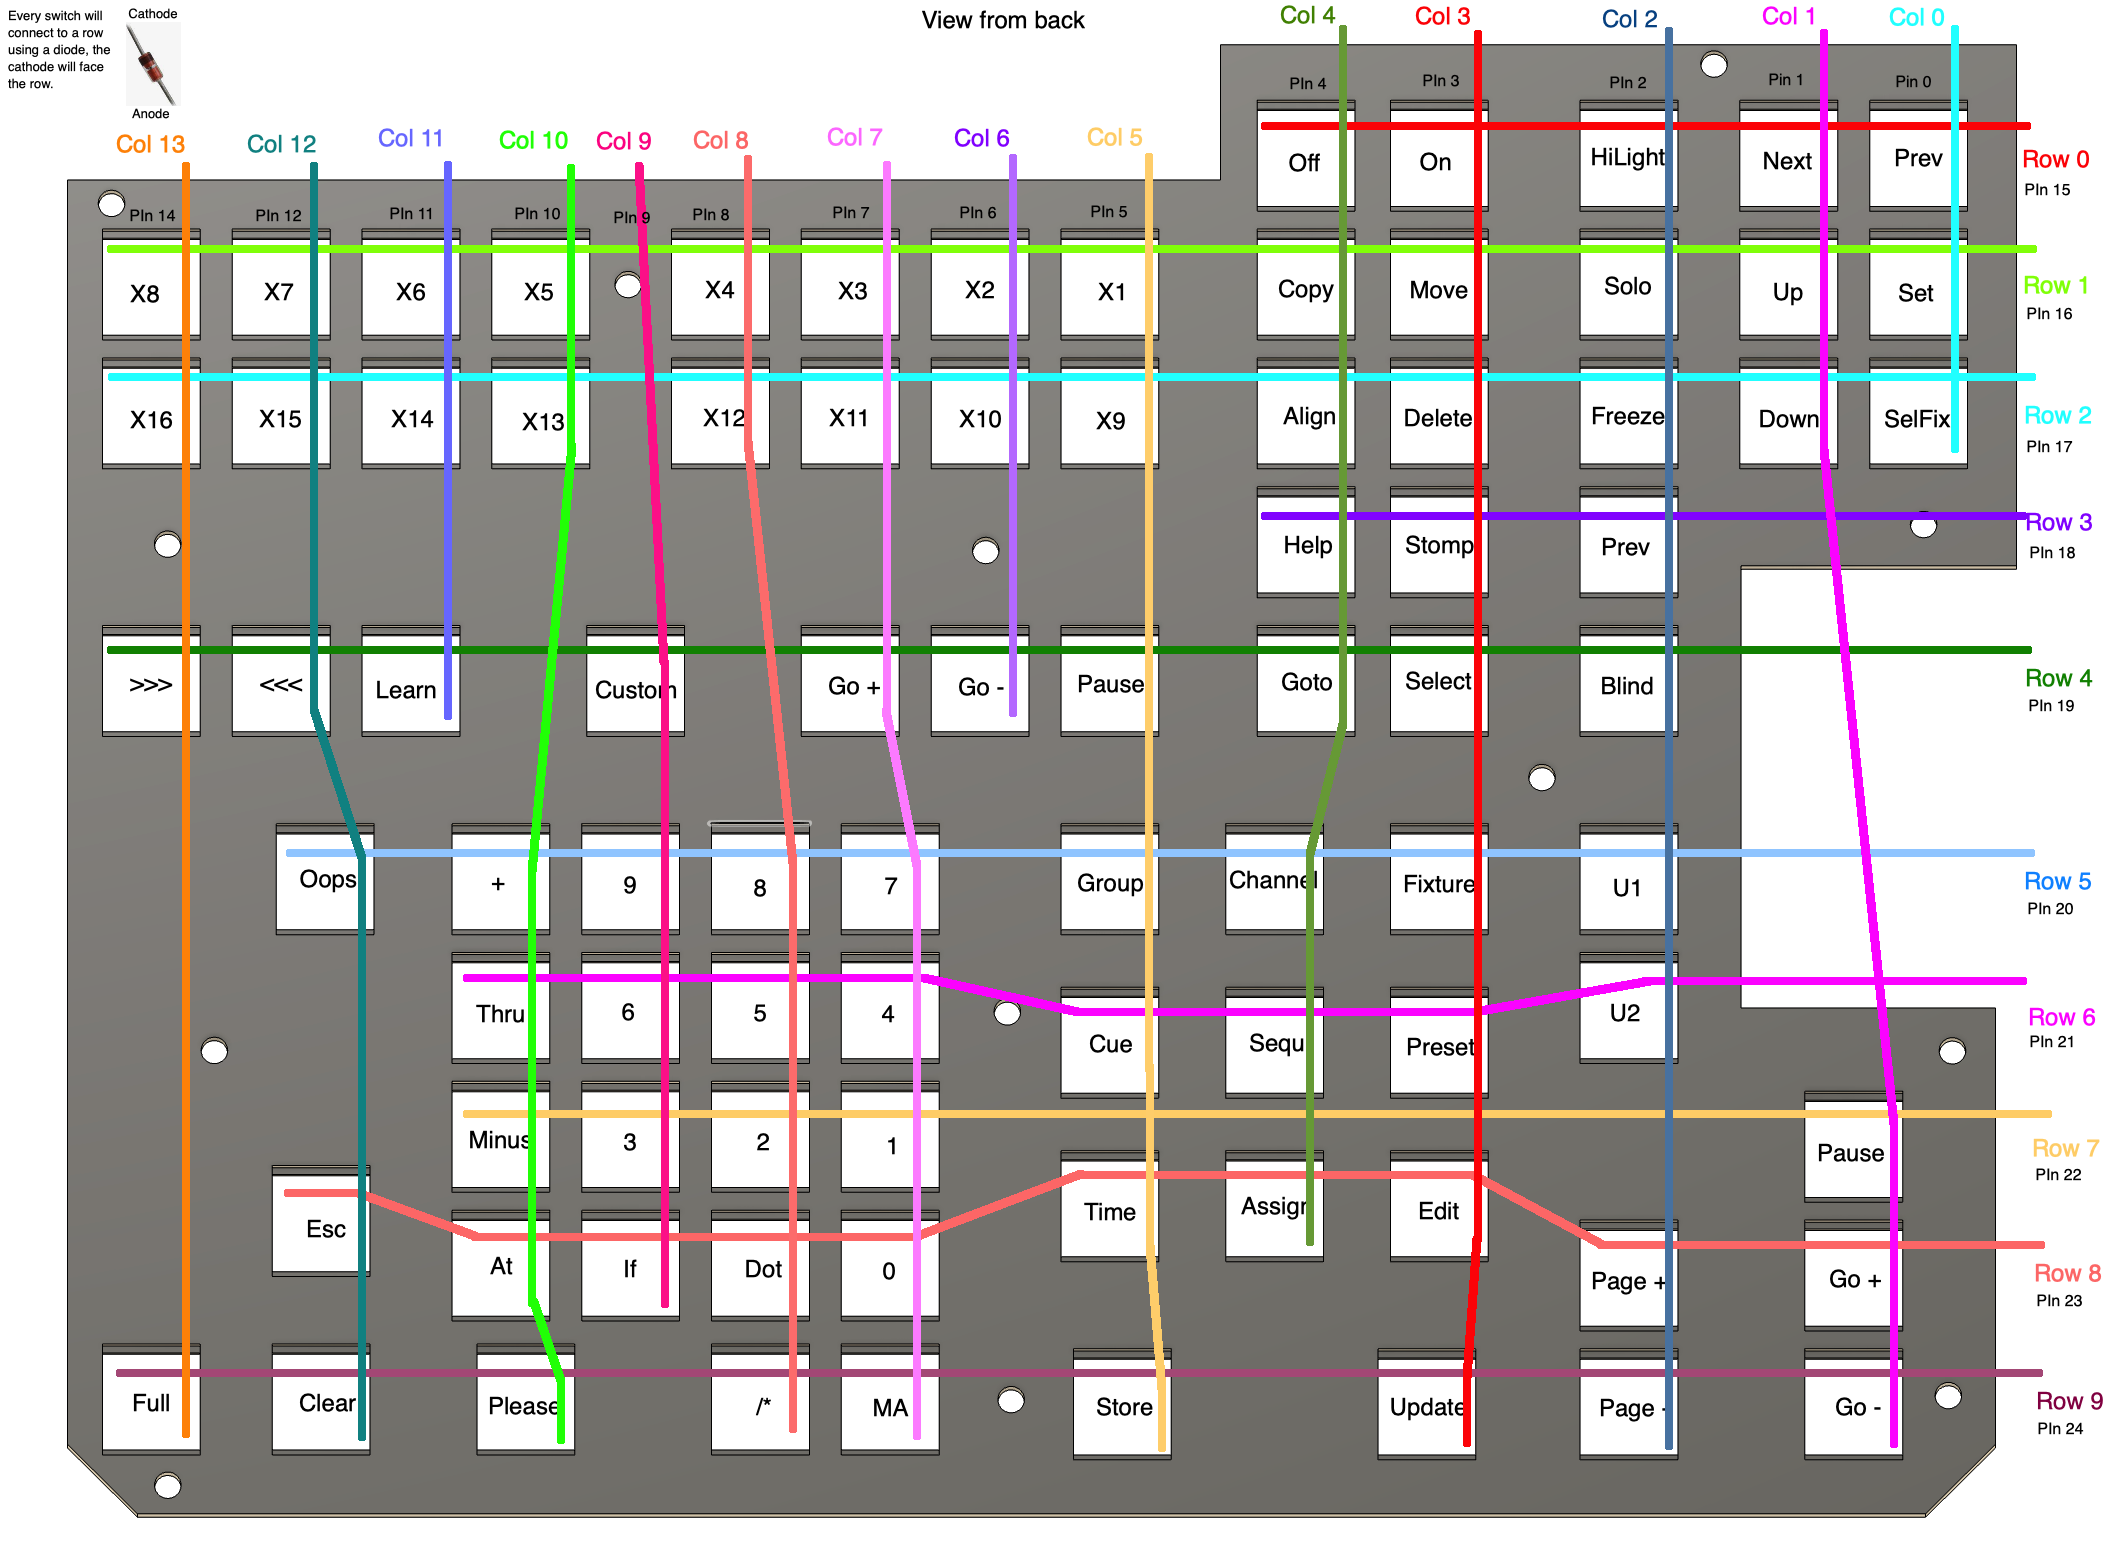 Every switch will
connect to a row
using a diode, the
cathode will face
the row.
Cathode
Anode
View from back
Col 4
Col 3
Col 2
Col 1
Col 0
PIn 4
PIn 3
PIn 2
Pin 1
Pin 0
Col 13
Col 12
Col 11
Col 10
Col 9
Col 8
Col 7
Col 6
Col 5
Off
On
HiLight
Next
Prev
Row 0
PIn 15
PIn 14
PIn 12
PIn 11
PIn 10
PIn 9
PIn 8
PIn 7
PIn 6
PIn 5
X8
X7
X6
X5
X4
X3
X2
X1
Copy
Move
Solo
Up
Set
Row 1
PIn 16
X16
X15
X14
X13
X12
X11
X10
X9
Align
Delete
Freeze
Down
SelFix
Row 2
PIn 17
Help
Stomp
Prev
Row 3
PIn 18
>>>
<<<
Learn
Custom
Go +
Go -
Pause
Goto
Select
Blind
Row 4
PIn 19
Oops
+
9
8
7
Group
Channel
Fixture
U1
Row 5
PIn 20
Thru
6
5
4
Cue
Sequ
Preset
U2
Row 6
PIn 21
Minus
3
2
1
Pause
Row 7
PIn 22
Esc
At
If
Dot
0
Time
Assign
Edit
Page +
Go +
Row 8
PIn 23
Full
Clear
Please
/*
MA
Store
Update
Page -
Go -
Row 9
PIn 24